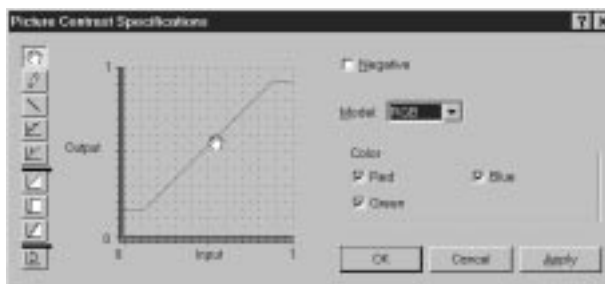 Picture Contrast Specifications
Negative
Model: RGB
Color
Red
Blue
Green
1
Output
0
0
Input
1
OK
Cancel
Apply